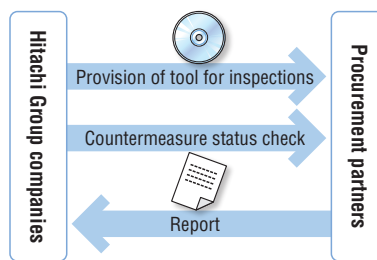 Hitachi Group companies
Provision of tool for inspections
Countermeasure status check
Report
Procurement partners